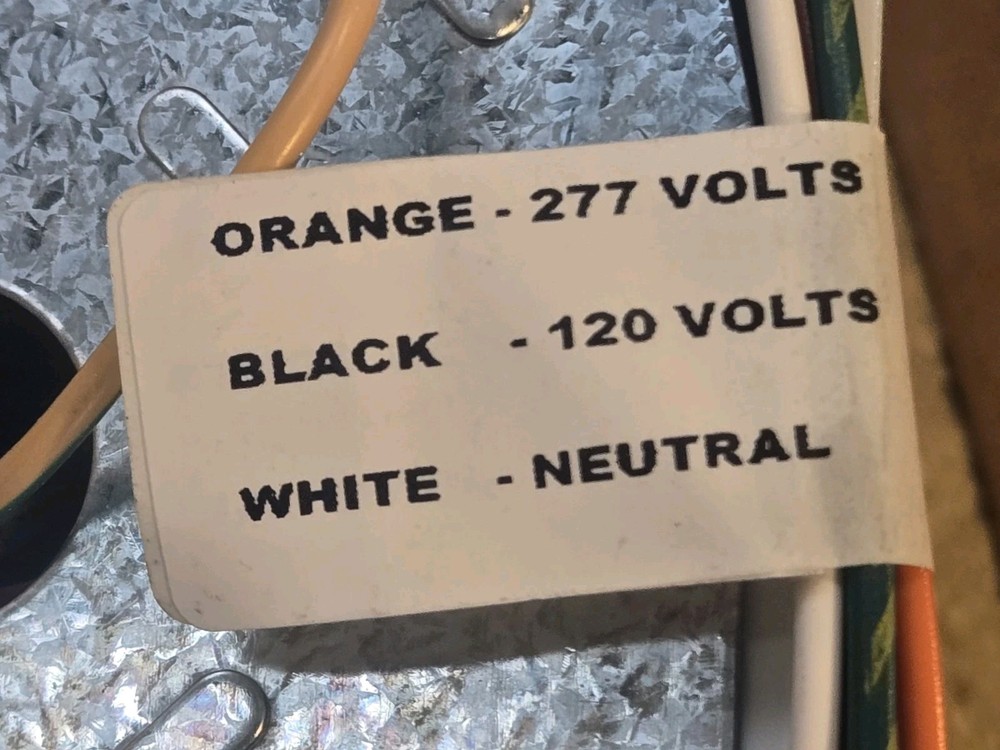 ORANGE - 277 VOLTS
BLACK - 120 VOLTS
WHITE - NEUTRAL